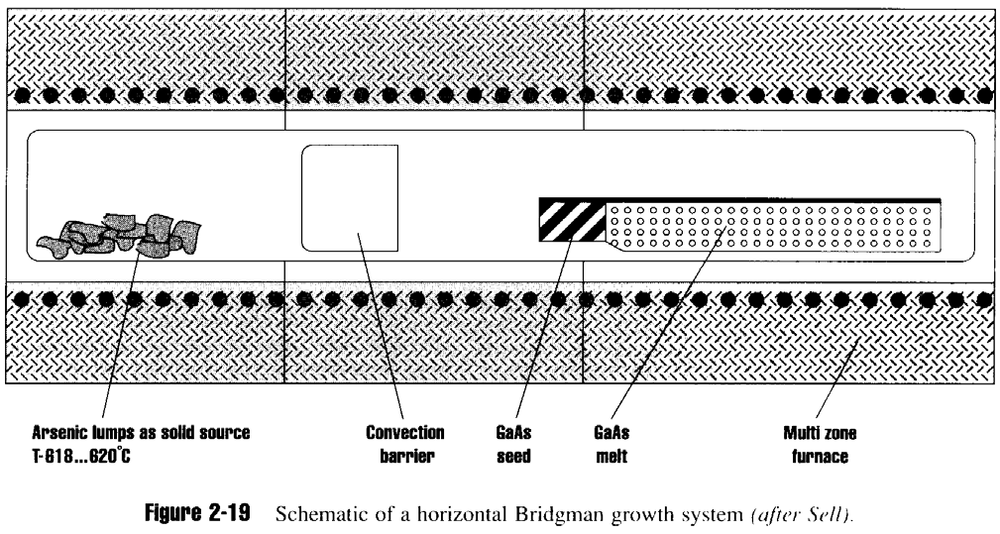 Arsenic lumps as solid source
T-618...620°C
Convection
barrier
GaAs
seed
GaAs
melt
Multi zone
furnace
Figure 2-19 Schematic of a horizontal Bridgman growth system (after Sell).